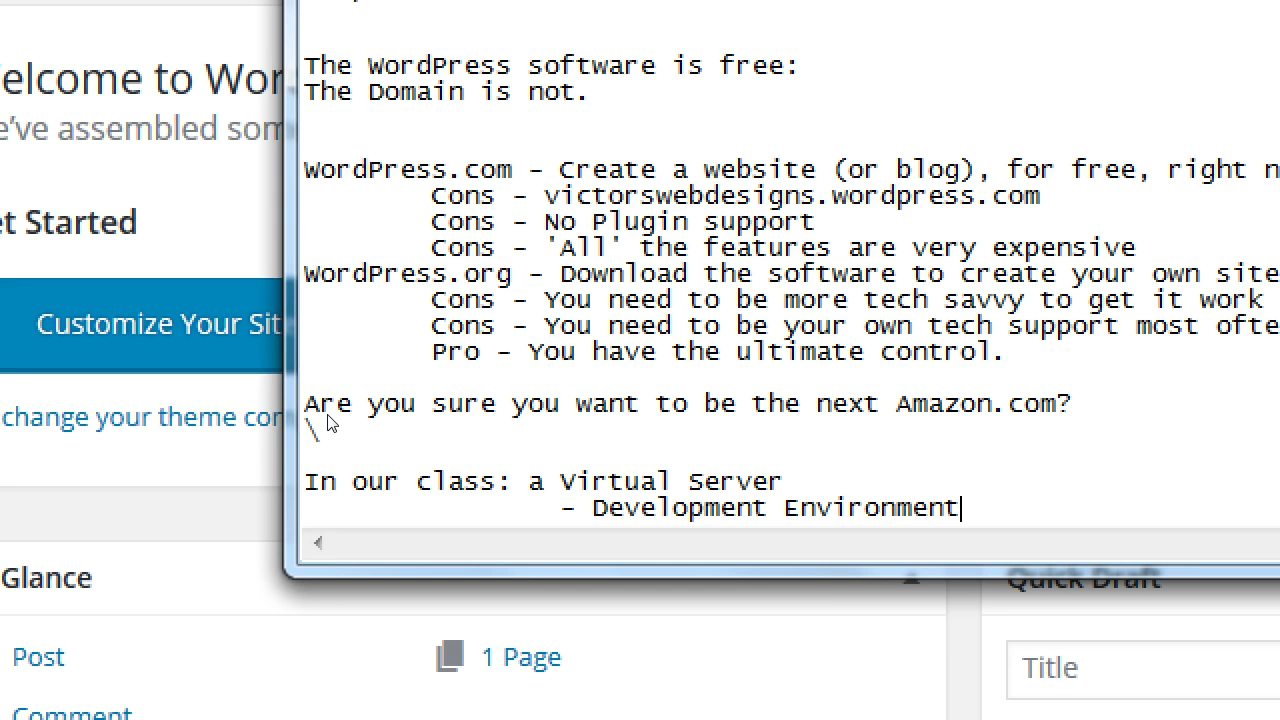 The WordPress software is free:
The Domain is not.
WordPress.com - Create a website (or blog), for free, right
Cons - victorswebdesigns.wordpress.com
Cons - No Plugin support
Cons - 'All' the features are very expensive
WordPress.org - Download the software to create your own site
Cons - You need to be more tech savvy to get it work
Cons - You need to be your own tech support most
Pro - You have the ultimate control.
Are you sure you want to be the next Amazon.com?
\
In our class: a Virtual Server
- Development Environment
elcome to Wor
e've assembled som
et Started
Customize Your Sit
change your theme com
Glance
Post
1 Page
Comment
Quick Draft
Title